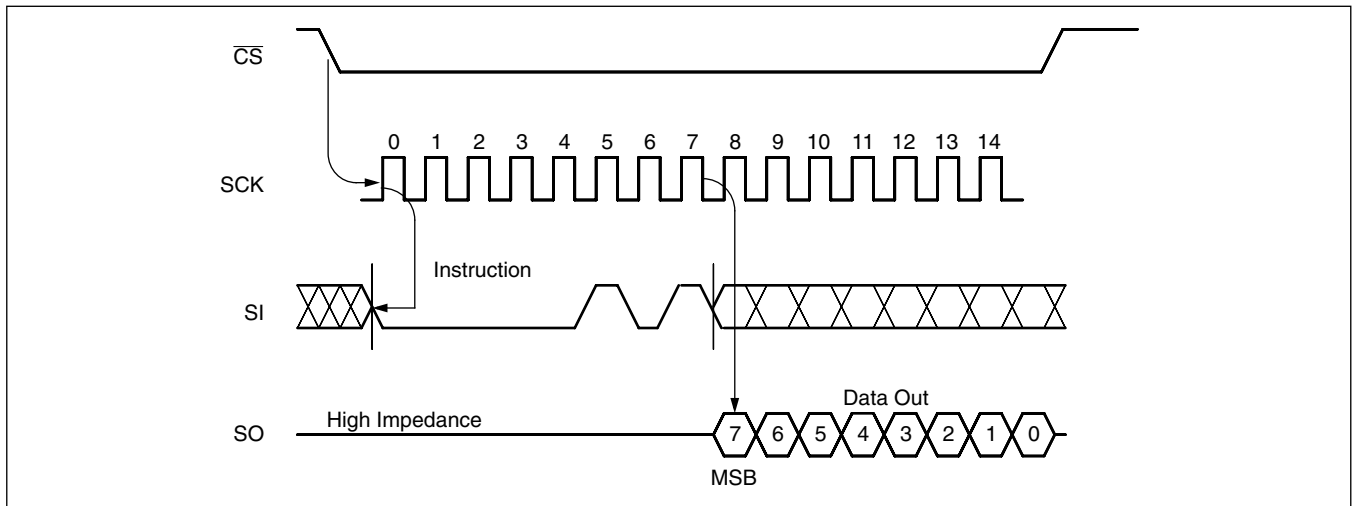 C̅S̅
0 1 2 3 4 5 6 7 8 9 10 11 12 13 14
SCK
Instruction
SI
Data Out
High Impedance
SO
7 6 5 4 3 2 1 0
MSB